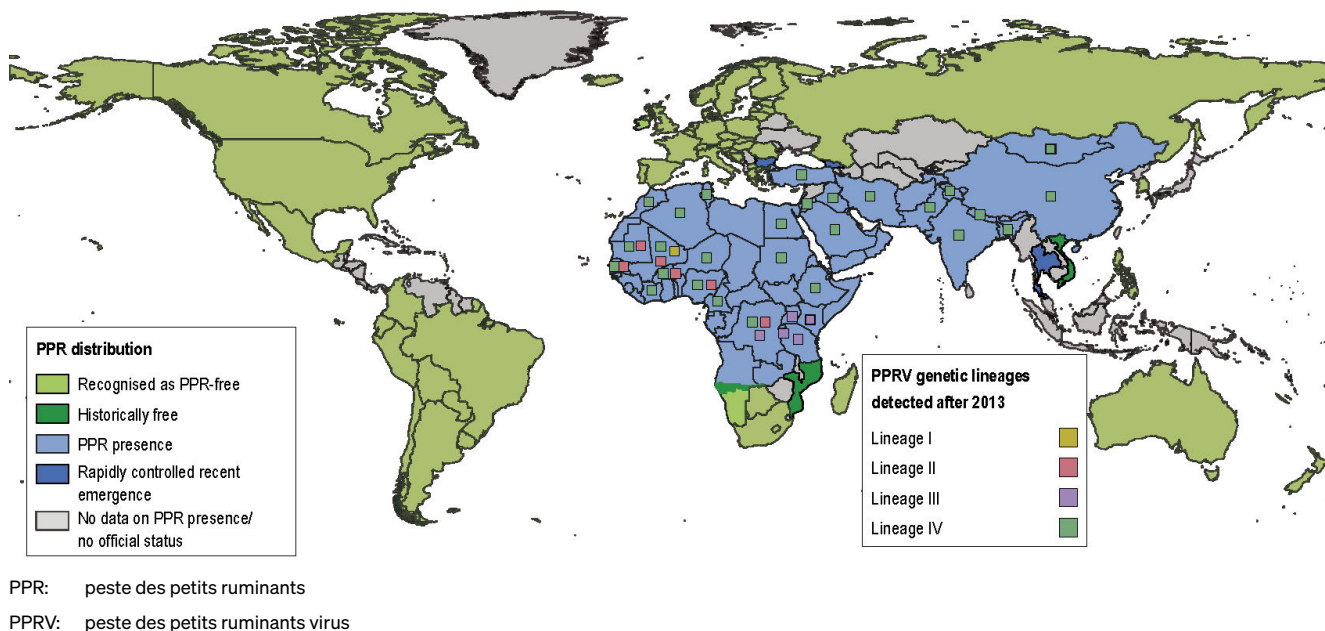 PPR distribution
Recognised as PPR-free
Historically free
PPR presence
Rapidly controlled recent
emergence
No data on PPR presence/
no official status
PPRV genetic lineages
detected after 2013
Lineage I
Lineage II
Lineage III
Lineage IV
PPR: peste des petits ruminants
PPRV: peste des petits ruminants virus